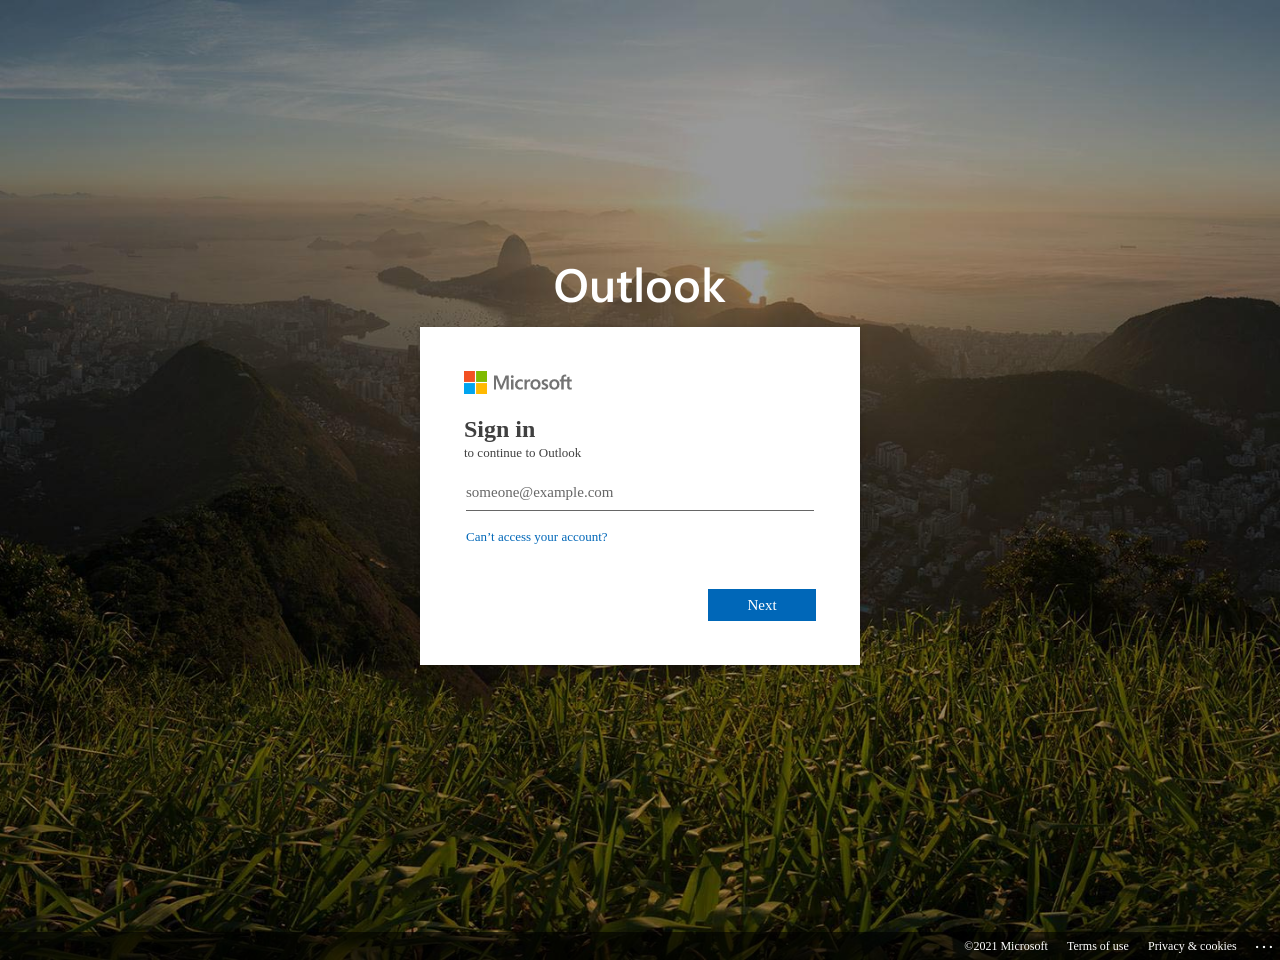 Outlook
Microsoft
Sign in
to continue to Outlook
someone@example.com
Can’t access your account?
Next
©2021 Microsoft Terms of use Privacy & cookies ...